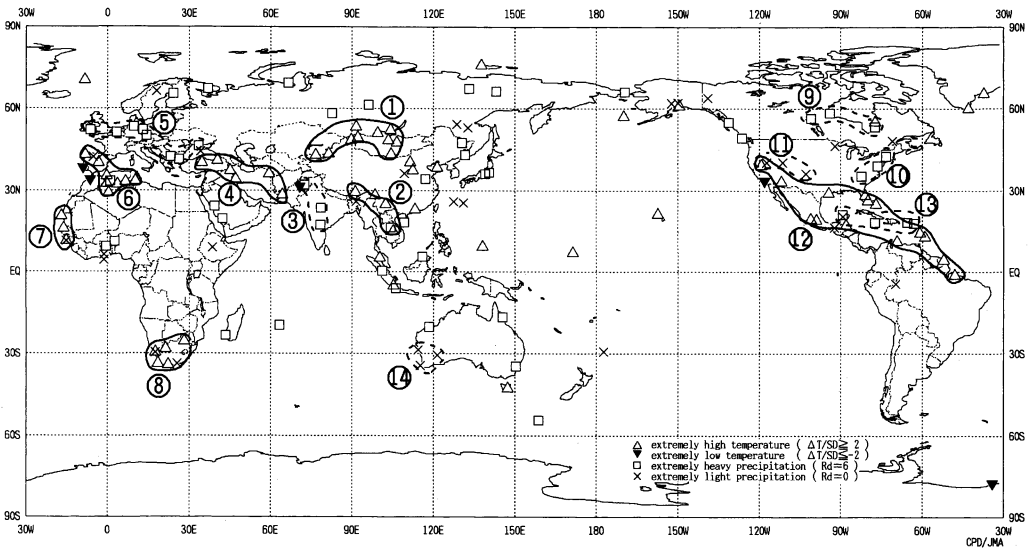 30W 0 30E 60E 90E 120E 150E 180 150W 120W 90W 60W 30W
90N 90N
60N 60N
30N 30N
EQ EQ
30S 30S
60S 60S
90S 90S
① ② ③ ④ ⑤ ⑥ ⑦ ⑧ ⑨ ⑩ ⑪ ⑫ ⑬ ⑭
△ extremely high temperature ( ΔT/SD≧ 2 )
▼ extremely low temperature ( ΔT/SD≦-2 )
□ extremely heavy precipitation ( Rd=6 )
× extremely light precipitation ( Rd=0 )
30W 0 30E 60E 90E 120E 150E 180 150W 120W 90W 60W 30W
CPD/JMA